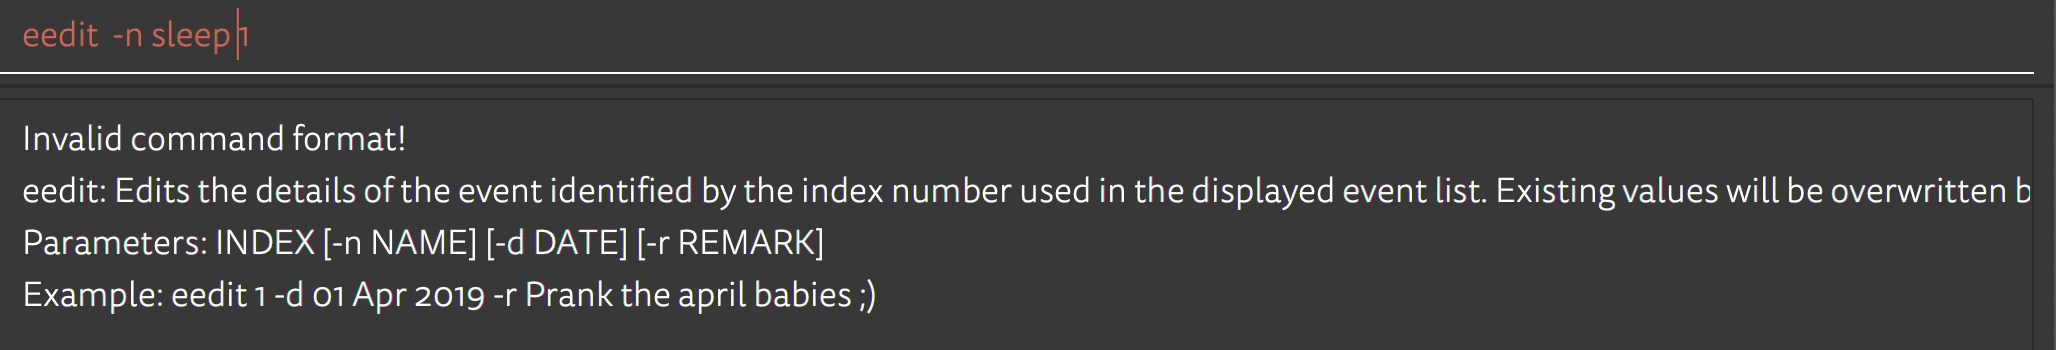 eedit  -n sleep 1
Invalid command format!
eedit: Edits the details of the event identified by the index number used in the displayed event list. Existing values will be overwritten b
Parameters: INDEX [-n NAME] [-d DATE] [-r REMARK]
Example: eedit 1 -d 01 Apr 2019 -r Prank the april babies ;)